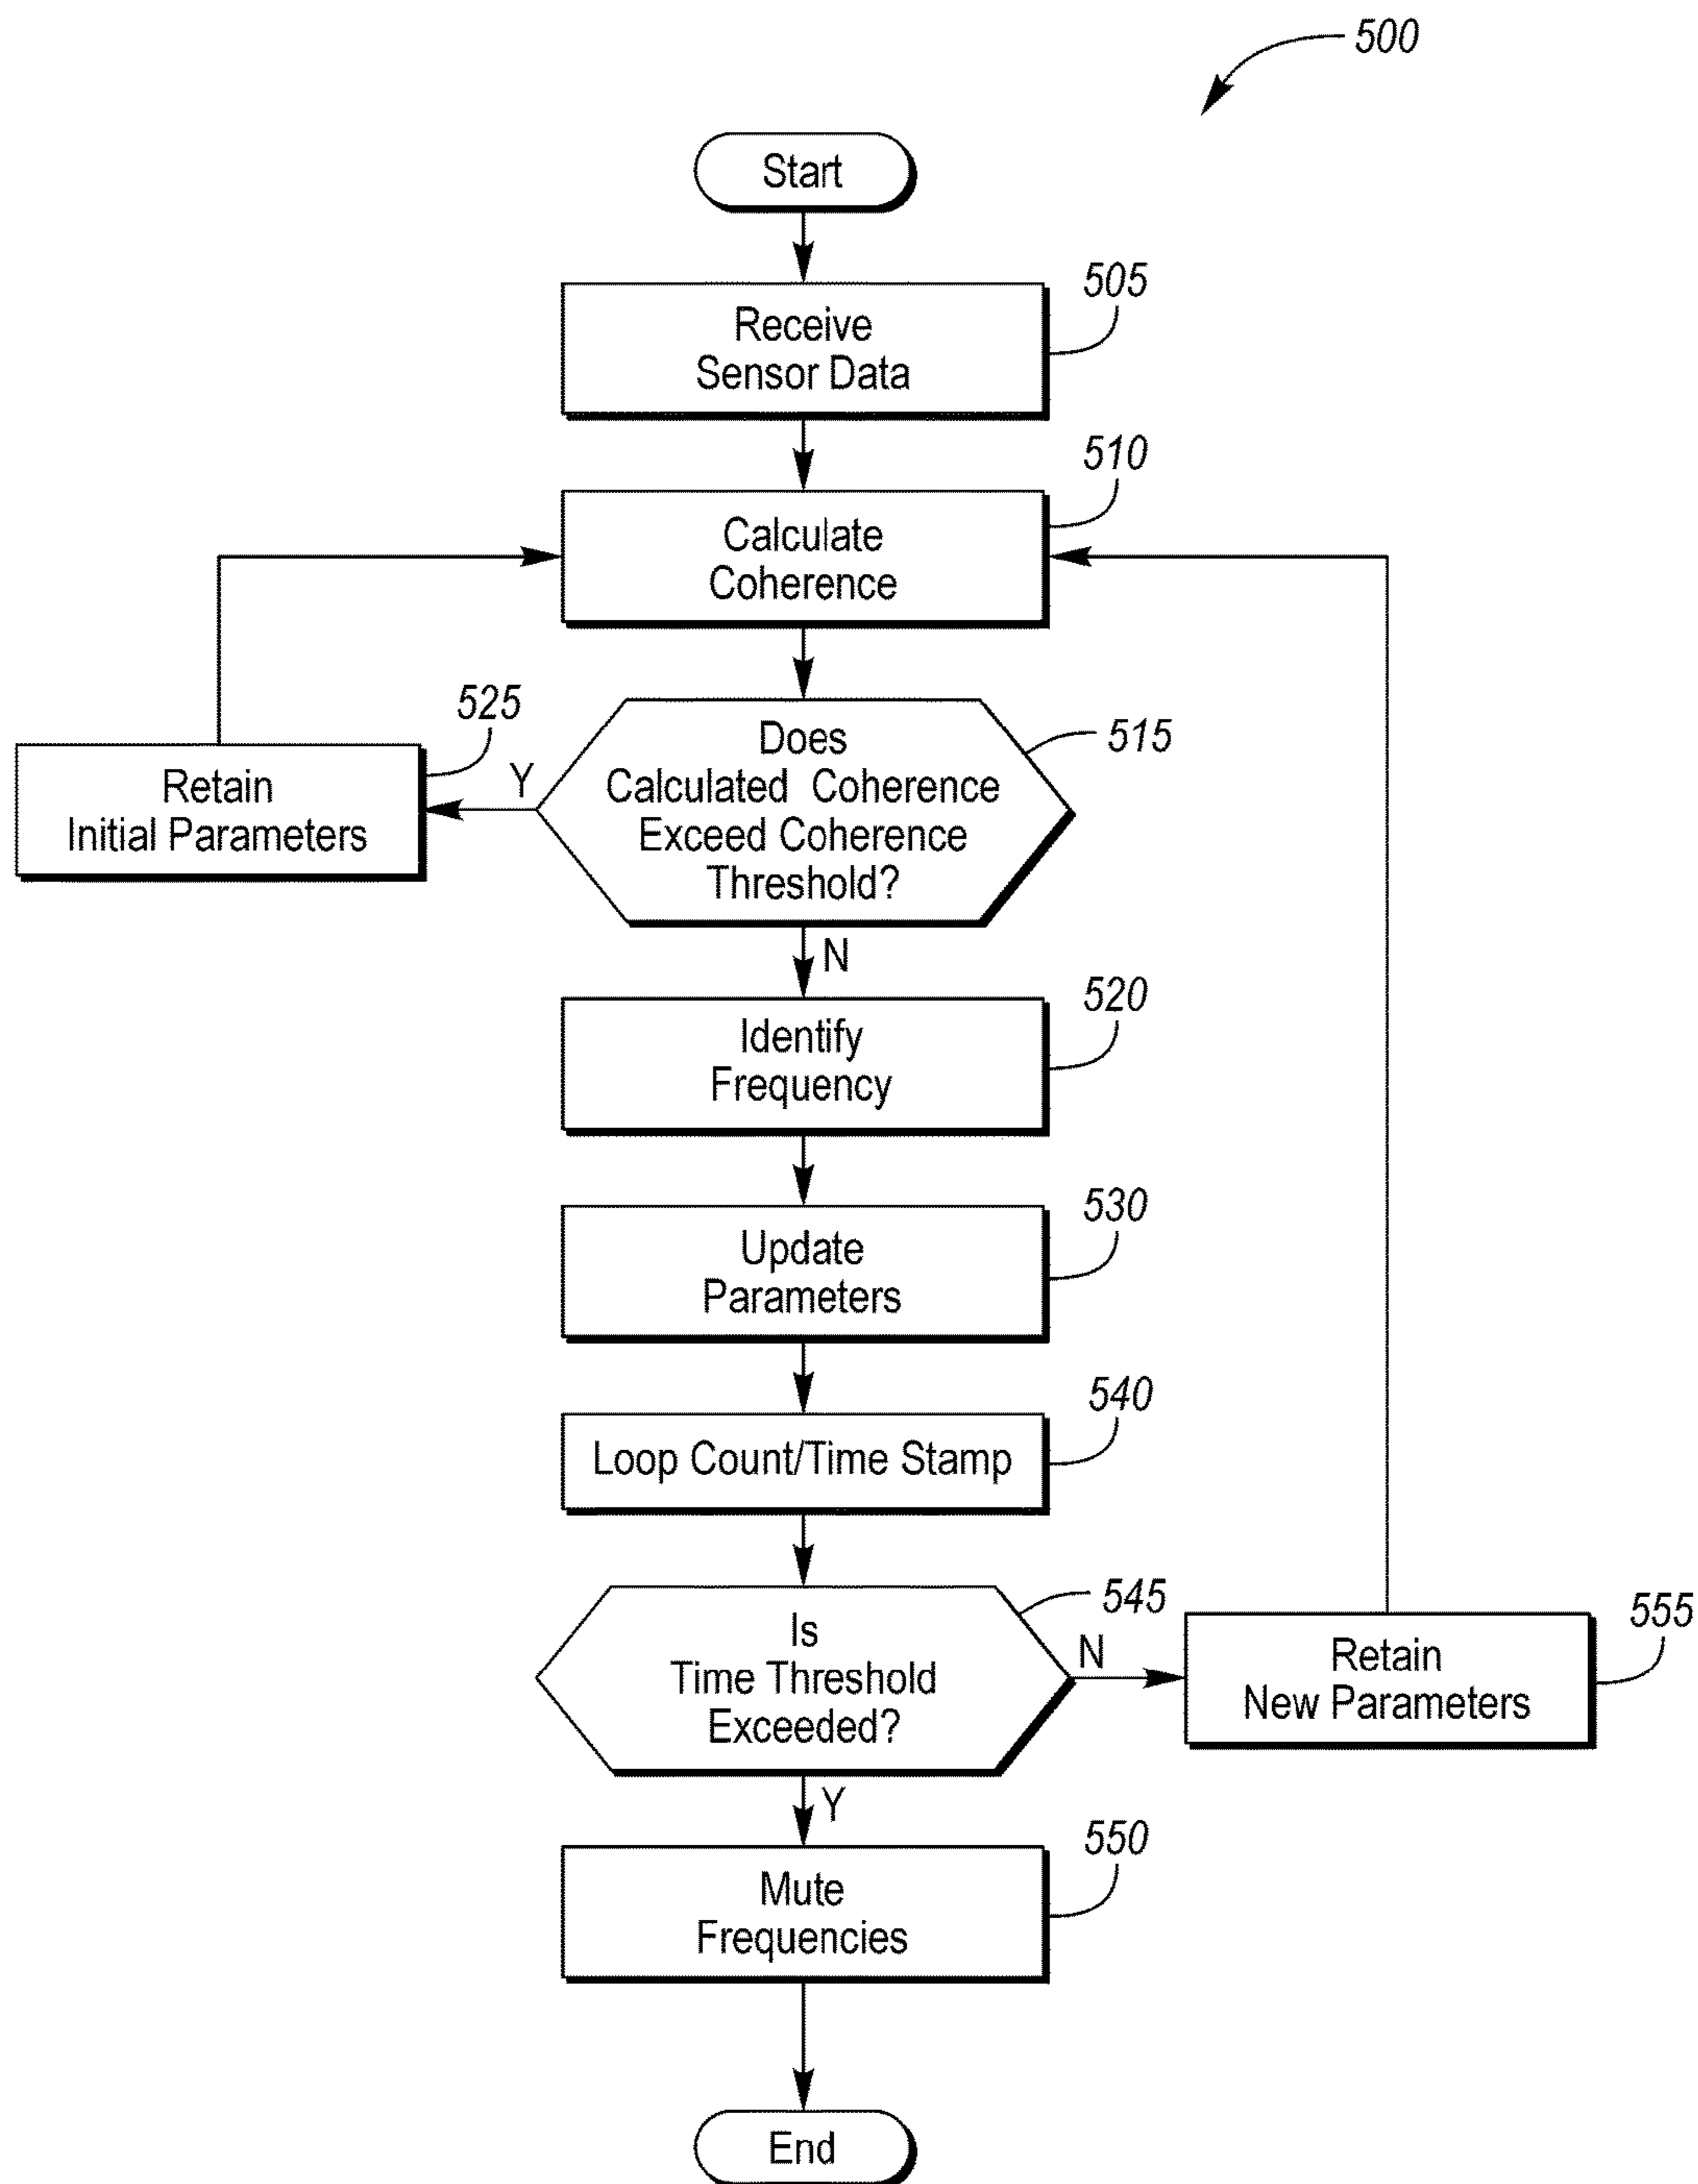 500
Start
505
Receive
Sensor Data
510
Calculate
Coherence
525
Retain
Initial Parameters
Y
515
Does
Calculated Coherence
Exceed Coherence
Threshold?
N
520
Identify
Frequency
530
Update
Parameters
540
Loop Count/Time Stamp
545
Is
Time Threshold
Exceeded?
N
555
Retain
New Parameters
Y
550
Mute
Frequencies
End